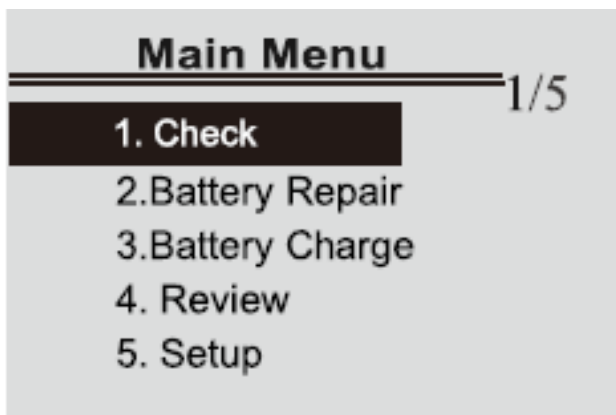 Main Menu
1/5
1. Check
2.Battery Repair
3.Battery Charge
4. Review
5. Setup